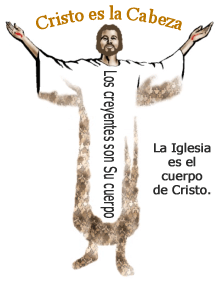 Cristo es la Cabeza
Los creyentes son Su cuerpo
La Iglesia
es el
cuerpo
de Cristo.